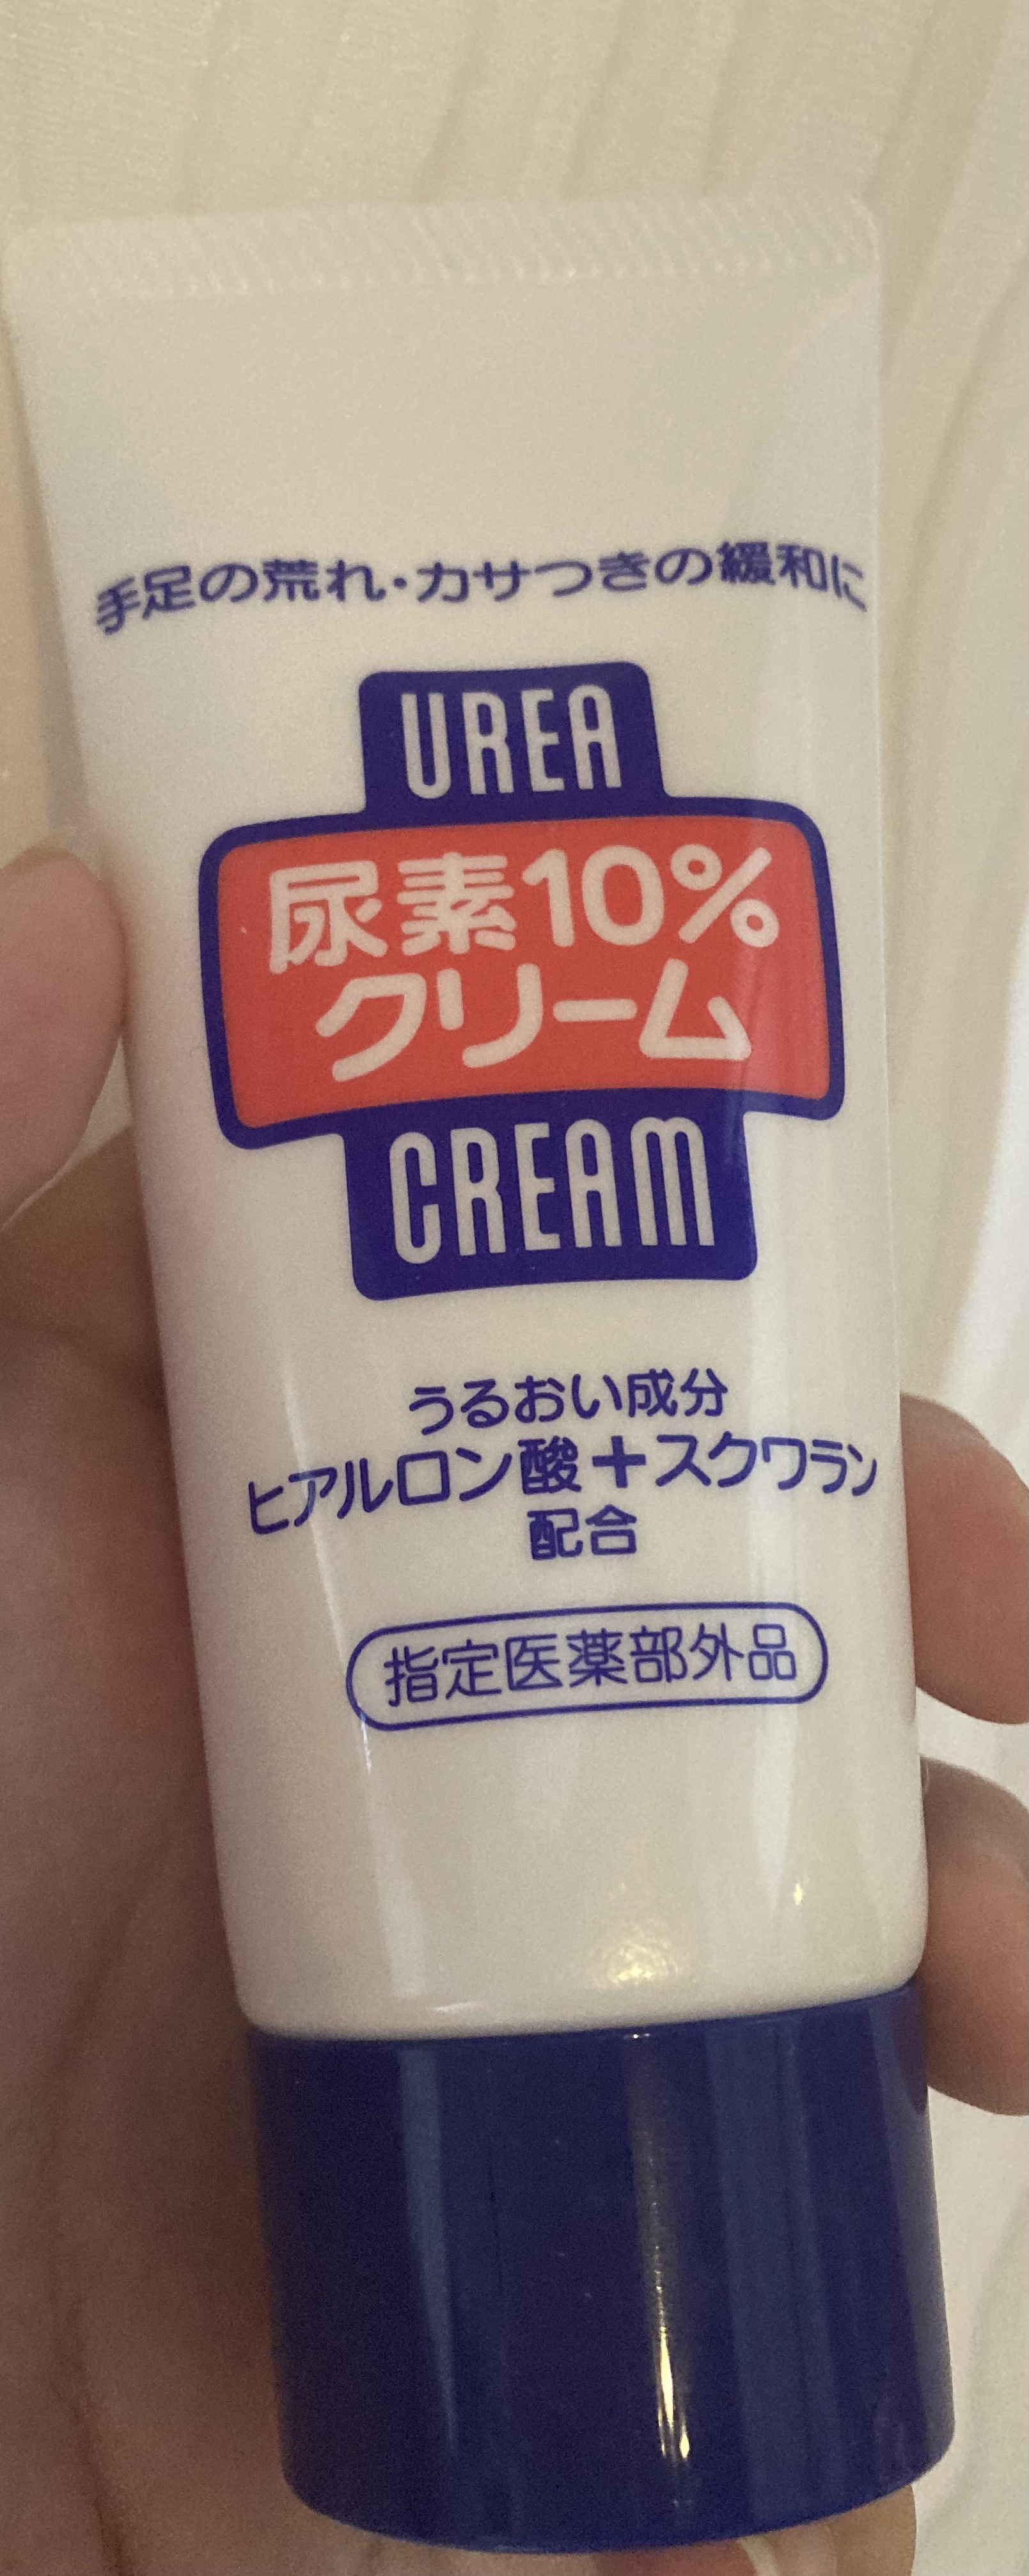 手足の荒れ・カサつきの緩和に
UREA
尿素10%
クリーム
CREAM
うるおい成分
ヒアルロン酸+スクワラン
配合
指定医薬部外品